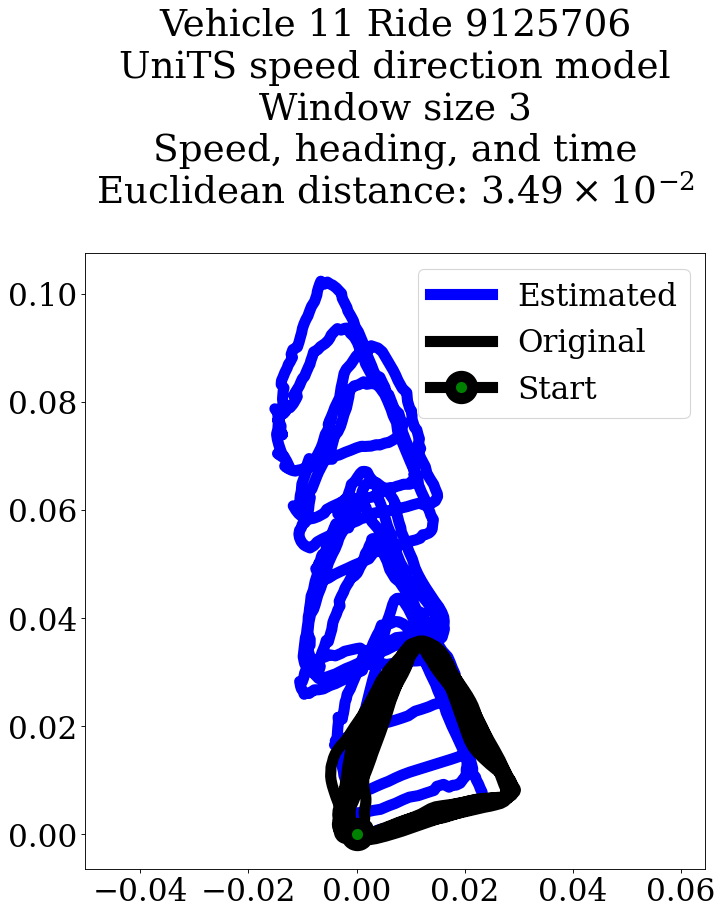 Vehicle 11 Ride 9125706
UniTS speed direction model
Window size 3
Speed, heading, and time
Euclidean distance: 3.49 × 10⁻²
Estimated
Original
Start
0.10
0.08
0.06
0.04
0.02
0.00
−0.04 −0.02 0.00 0.02 0.04 0.06